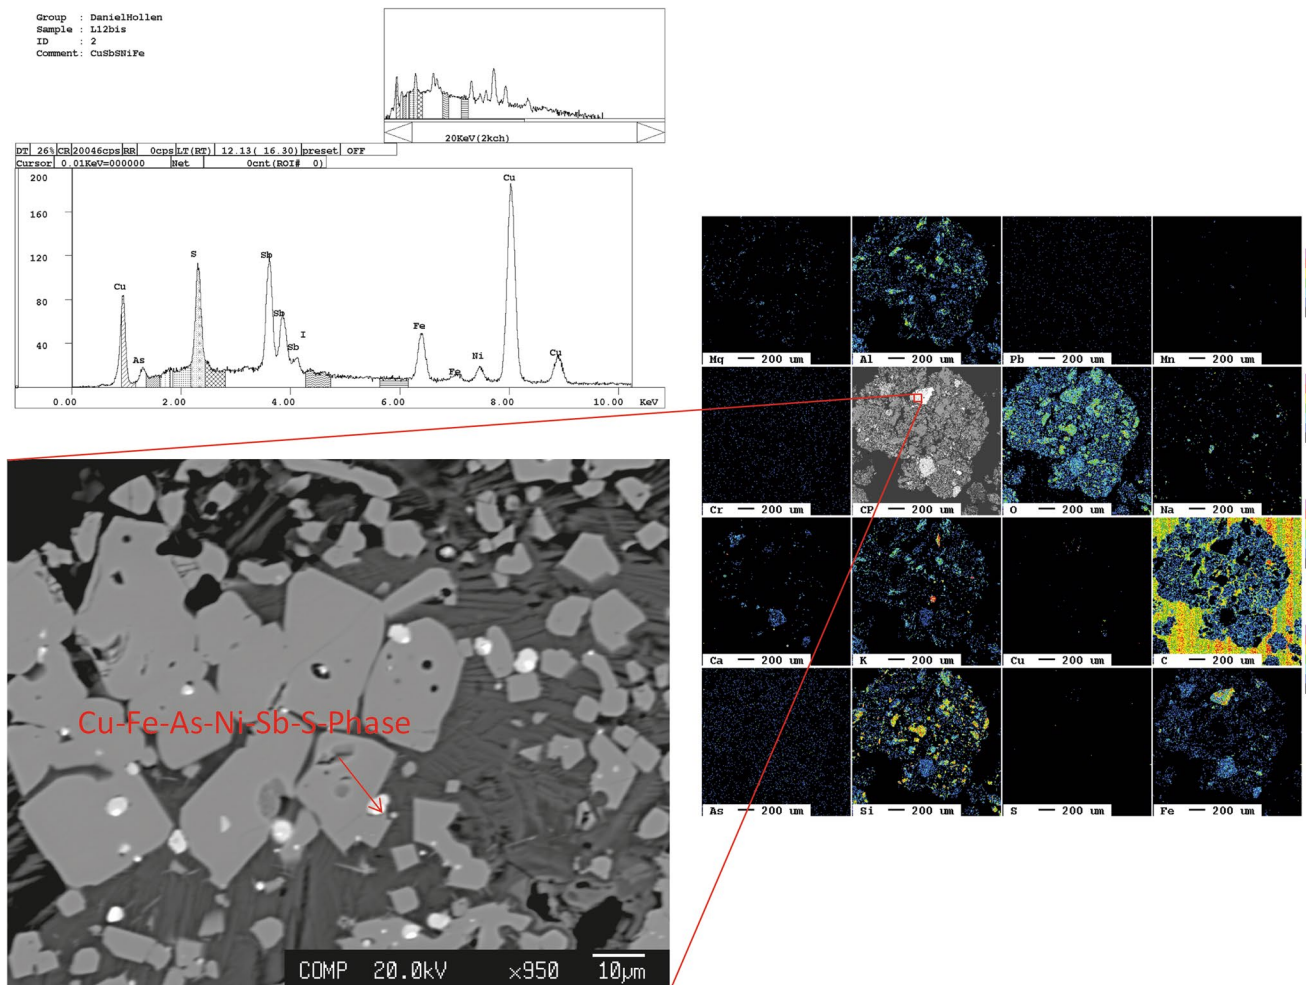 Group  : DanielHollen
Sample : L12bis
ID     : 2
Comment: CuSbSNiFe
20KeV(2kch)
DT 26% CR 20046cps RR 0cps LT(RT) 12.13( 16.30) preset OFF
Cursor 0.01KeV=000000 Net 0cnt(ROI# 0)
200
160
120
80
40
Cu
As
S
Sb
Sb
Sb
I
Fe
Fe
Ni
Cu
Cu
0.00 2.00 4.00 6.00 8.00 10.00 KeV
Mg 200 um Al 200 um Pb 200 um Mn 200 um
Cr 200 um CP 200 um O 200 um Na 200 um
Ca 200 um K 200 um Cu 200 um C 200 um
As 200 um Si 200 um S 200 um Fe 200 um
Cu-Fe-As-Ni-Sb-S-Phase
COMP 20.0kV x950 10µm